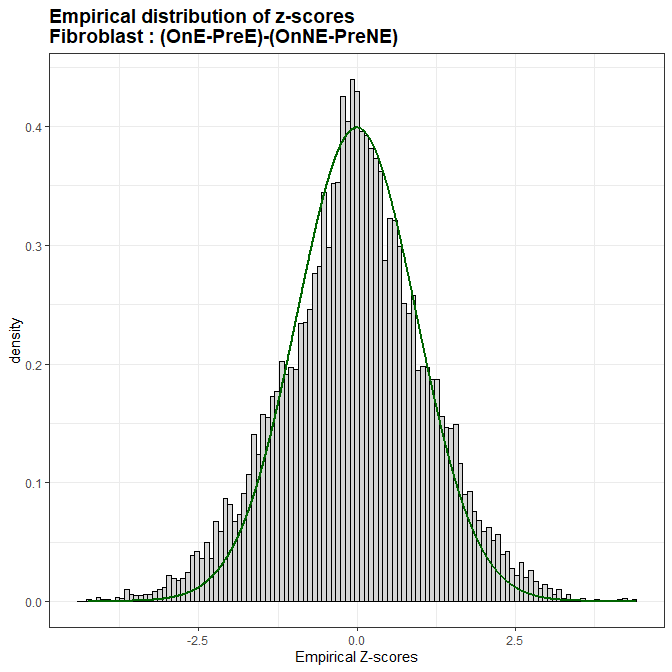 Empirical distribution of z-scores
Fibroblast : (OnE-PreE)-(OnNE-PreNE)
0.4
0.3
0.2
0.1
0.0
density
-2.5
0.0
2.5
Empirical Z-scores